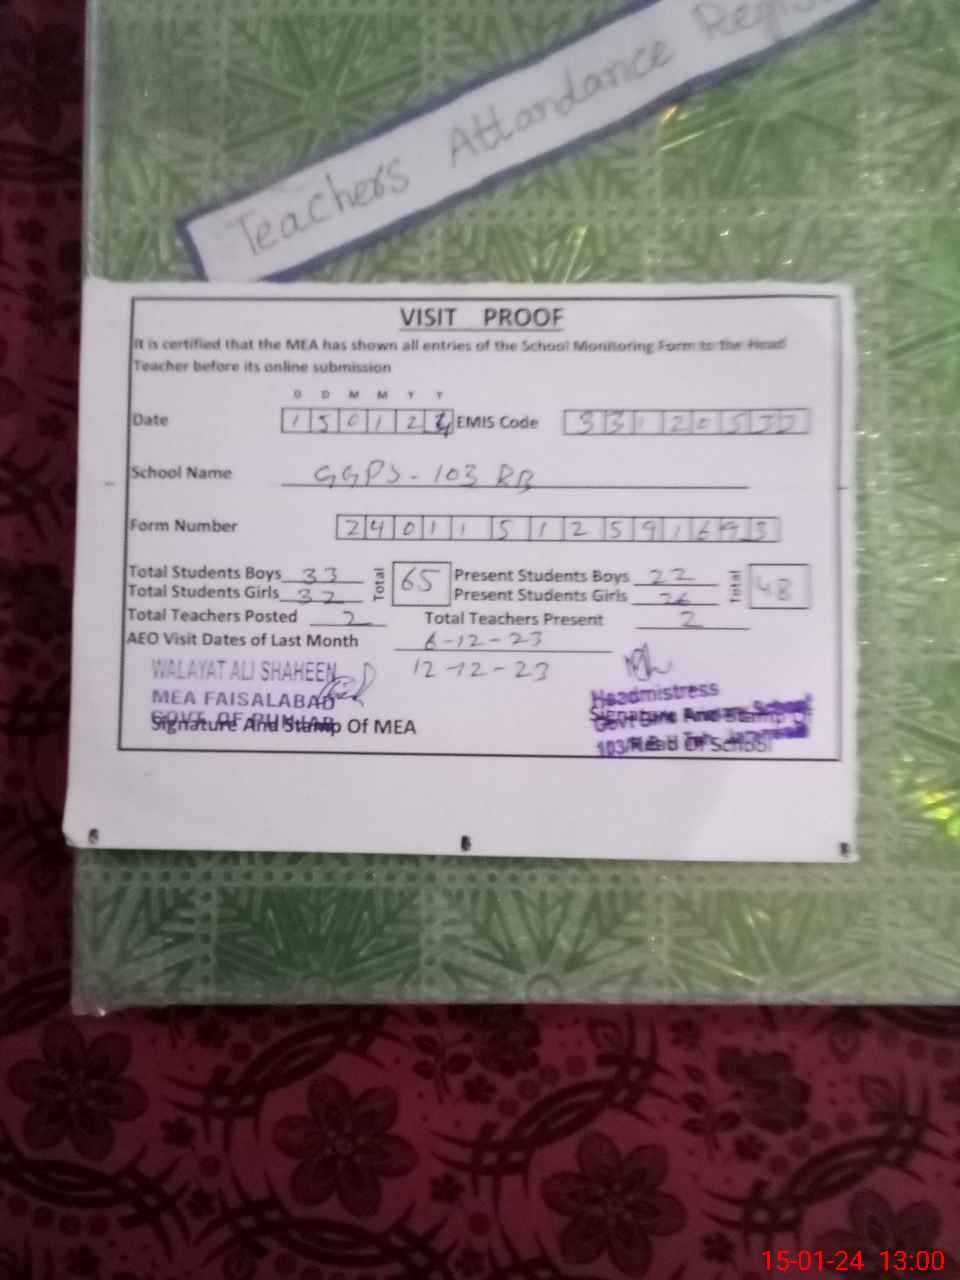 Teachers Attandance
VISIT PROOF
It is certified that the MEA has shown all entries of the School Monitoring Form to the Head
Teacher before its online submission
D D M M Y Y
Date 1 5 0 1 2 4 EMIS Code 3 3 1 2 0 5 3
School Name GGPS - 103 RB
Form Number 2 4 0 1 1 5 1 2 5 9 1 6 9 3
Total Students Boys 33 Total 65 Present Students Boys 22 Total 48
Total Students Girls 32 Present Students Girls 26
Total Teachers Posted 2 Total Teachers Present 2
AEO Visit Dates of Last Month 6-12-23
12-12-23
WALAYAT ALI SHAHEEN
MEA FAISALABAD
GOVT. OF PUNJAB
Signature And Stamp Of MEA
Headmistress
Signature And Stamp Of
Head Of School
15-01-24 13:00